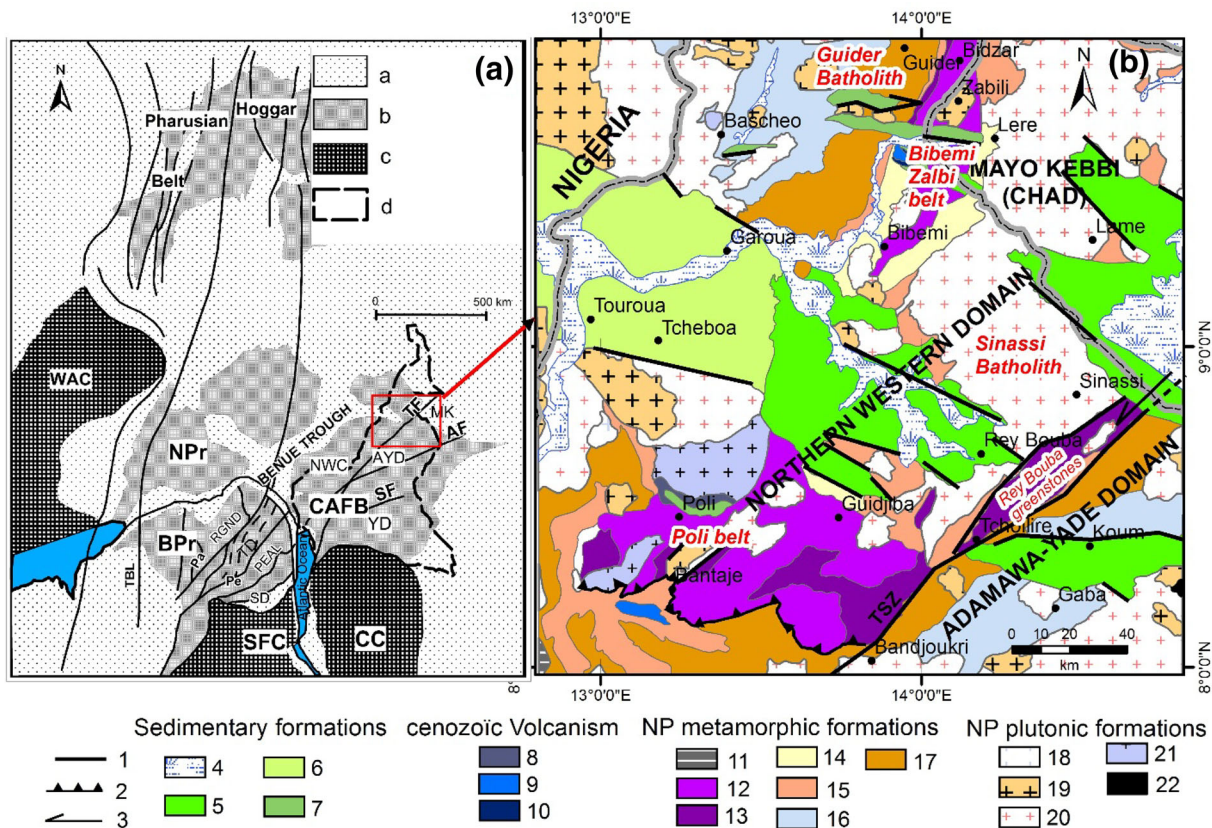 (a)
N
Hoggar
Pharusian
Belt
a
b
c
d
0 500 km
WAC
NPr
BENUE TROUGH
TF
MK
AF
AYD
NWC
SF
CAFB
YD
BPr
Pa
RGND
PEAL
Pe
SD
TBL
Atlantic Ocean
SFC
CC
13°0'0"E
14°0'0"E
(b)
N
Guider
Batholith
Guider
Bidzar
Zabili
Bascheo
Lere
NIGERIA
Bibemi
Zalbi
belt
MAYO KEBBI
(CHAD)
Bibemi
Lame
Garoua
Touroua
Tcheboa
NORTHERN WESTERN DOMAIN
Sinassi
Batholith
Sinassi
9°0'0"N
Rey Bouba
Rey Bouba
greenstones
Poli
Guidjiba
Tchollire
Koum
Poli belt
Bantaje
ADAMAWA-YADE DOMAIN
TSZ
Gaba
Bandjoukri
0 10 20 40
km
8°0'0"N
8
13°0'0"E
14°0'0"E
Sedimentary formations
cenozoïc Volcanism
NP metamorphic formations
NP plutonic formations
1
2
3
4
5
6
7
8
9
10
11
12
13
14
15
16
17
18
19
20
21
22